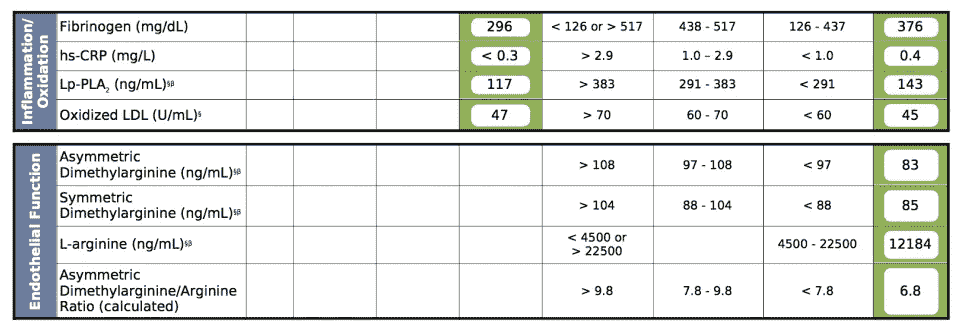 Inflammation/
Oxidation
Fibrinogen (mg/dL) 296 < 126 or > 517 438 - 517 126 - 437 376
hs-CRP (mg/L) < 0.3 > 2.9 1.0 – 2.9 < 1.0 0.4
Lp-PLA₂ (ng/mL)§β 117 > 383 291 - 383 < 291 143
Oxidized LDL (U/mL)§ 47 > 70 60 - 70 < 60 45
Endothelial Function
Asymmetric
Dimethylarginine (ng/mL)§β > 108 97 - 108 < 97 83
Symmetric
Dimethylarginine (ng/mL)§β > 104 88 - 104 < 88 85
L-arginine (ng/mL)§β < 4500 or
> 22500 4500 - 22500 12184
Asymmetric
Dimethylarginine/Arginine
Ratio (calculated) > 9.8 7.8 - 9.8 < 7.8 6.8